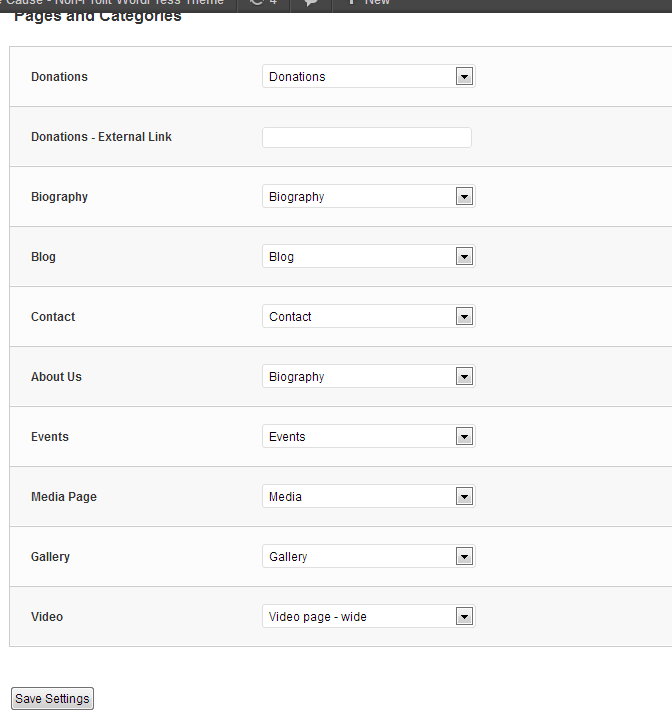 Cause - Non-Profit WordPress Theme 4 New
Pages and Categories
Donations Donations
Donations - External Link
Biography Biography
Blog Blog
Contact Contact
About Us Biography
Events Events
Media Page Media
Gallery Gallery
Video Video page - wide
Save Settings